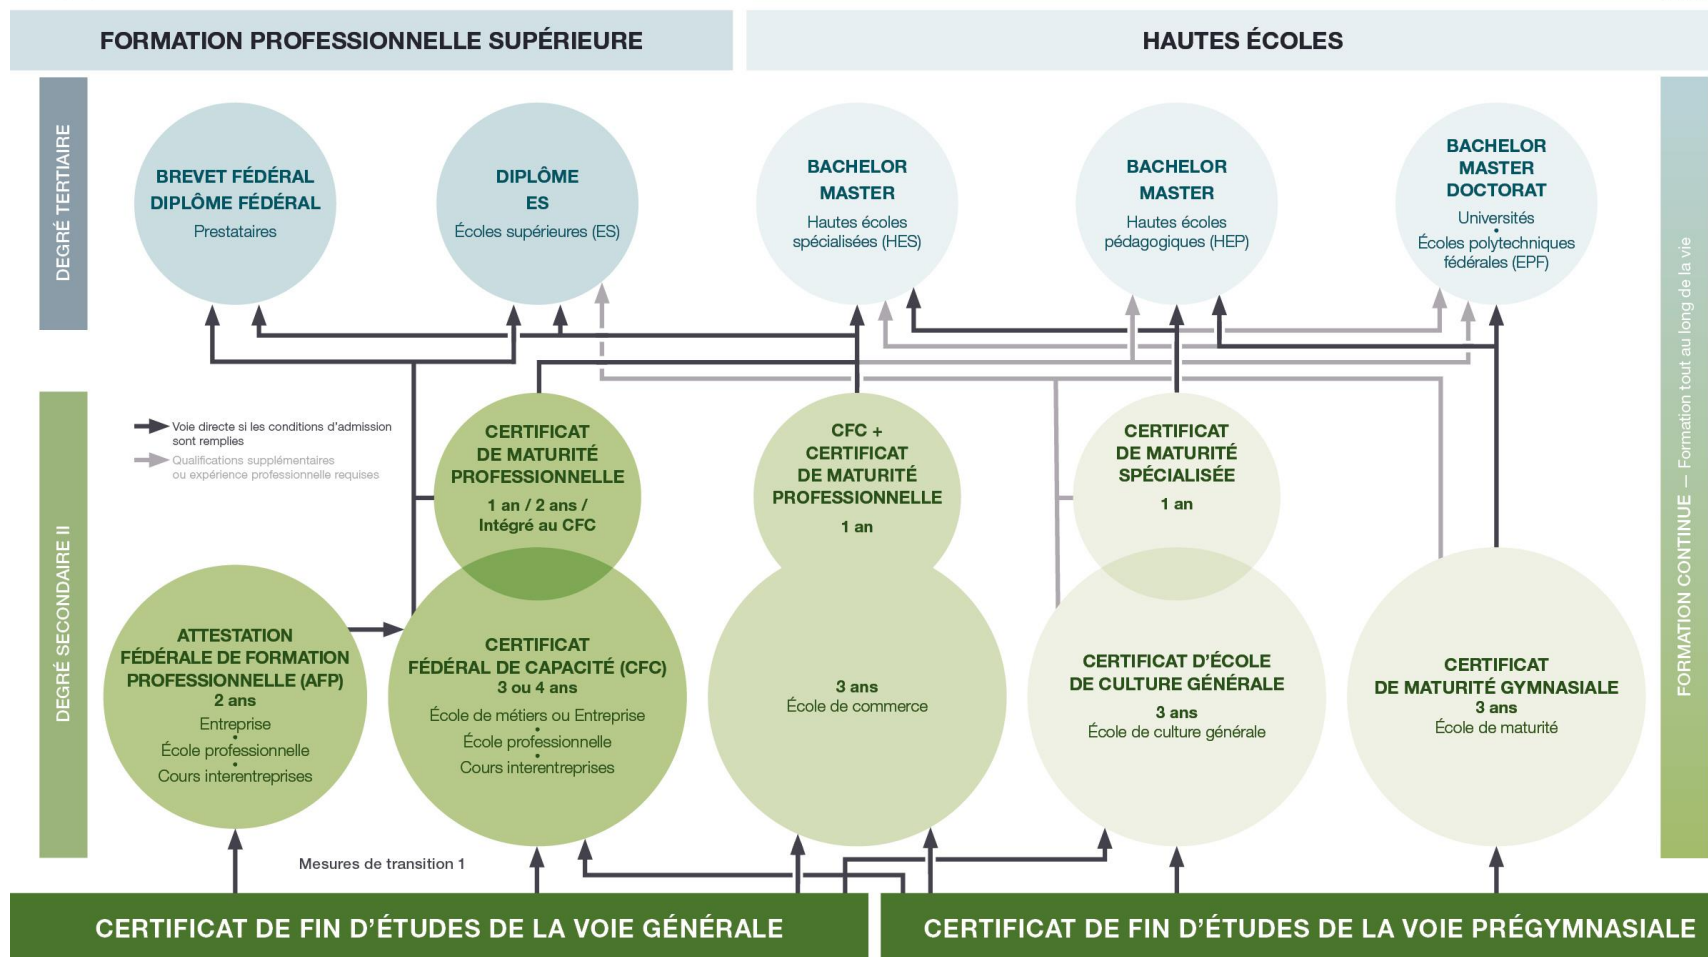 FORMATION PROFESSIONNELLE SUPÉRIEURE
HAUTES ÉCOLES
DEGRÉ TERTIAIRE
BREVET FÉDÉRAL
DIPLÔME FÉDÉRAL
Prestataires
DIPLÔME
ES
Écoles supérieures (ES)
BACHELOR
MASTER
Hautes écoles
spécialisées (HES)
BACHELOR
MASTER
Hautes écoles
pédagogiques (HEP)
BACHELOR
MASTER
DOCTORAT
Universités
•
Écoles polytechniques
fédérales (EPF)
FORMATION CONTINUE — Formation tout au long de la vie
DEGRÉ SECONDAIRE II
Voie directe si les conditions d'admission
sont remplies
Qualifications supplémentaires
ou expérience professionnelle requises
CERTIFICAT
DE MATURITÉ
PROFESSIONNELLE
1 an / 2 ans /
Intégré au CFC
CFC +
CERTIFICAT
DE MATURITÉ
PROFESSIONNELLE
1 an
CERTIFICAT
DE MATURITÉ
SPÉCIALISÉE
1 an
ATTESTATION
FÉDÉRALE DE FORMATION
PROFESSIONNELLE (AFP)
2 ans
Entreprise
•
École professionnelle
•
Cours interentreprises
CERTIFICAT
FÉDÉRAL DE CAPACITÉ (CFC)
3 ou 4 ans
École de métiers ou Entreprise
•
École professionnelle
•
Cours interentreprises
3 ans
École de commerce
CERTIFICAT D'ÉCOLE
DE CULTURE GÉNÉRALE
3 ans
École de culture générale
CERTIFICAT
DE MATURITÉ GYMNASIALE
3 ans
École de maturité
Mesures de transition 1
CERTIFICAT DE FIN D'ÉTUDES DE LA VOIE GÉNÉRALE
CERTIFICAT DE FIN D'ÉTUDES DE LA VOIE PRÉGYMNASIALE